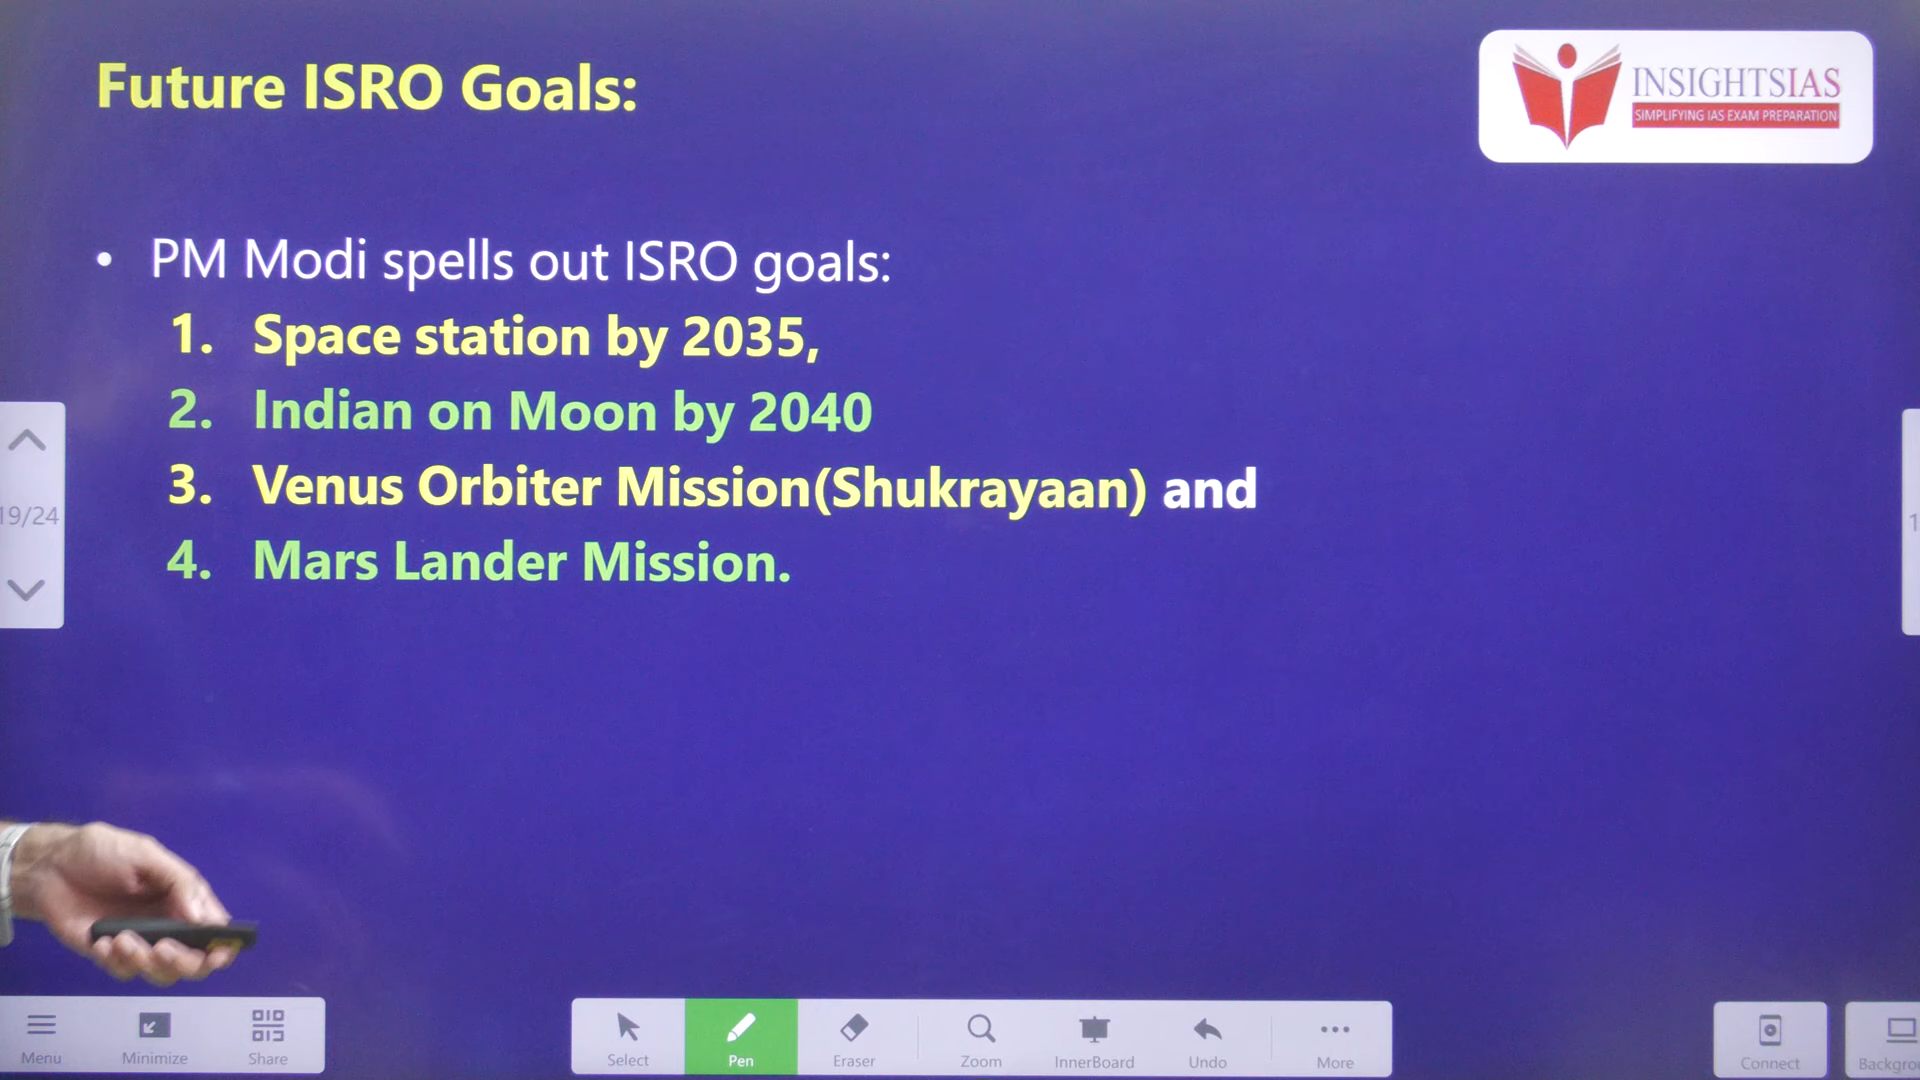 Future ISRO Goals:
INSIGHTSIAS
SIMPLIFYING IAS EXAM PREPARATION
• PM Modi spells out ISRO goals:
1. Space station by 2035,
2. Indian on Moon by 2040
3. Venus Orbiter Mission(Shukrayaan) and
4. Mars Lander Mission.
19/24
1
Menu
Minimize
Share
Select
Pen
Eraser
Zoom
InnerBoard
Undo
More
Connect
Backgro